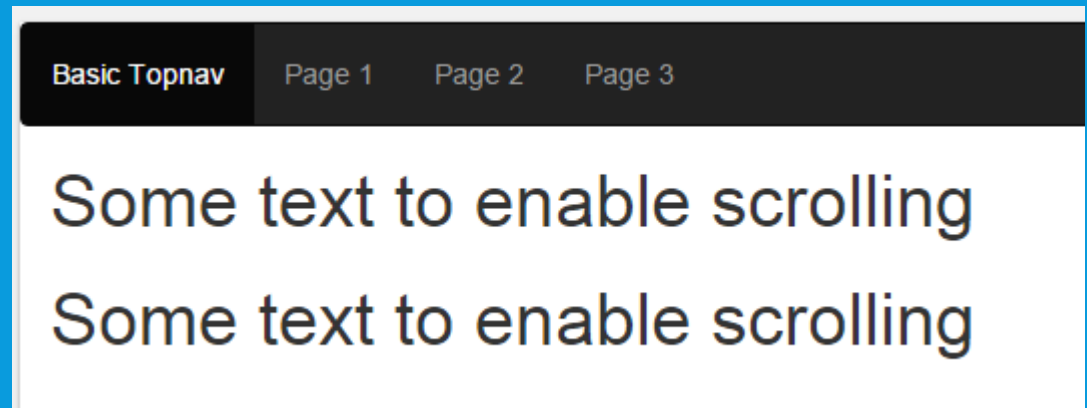 Basic Topnav Page 1 Page 2 Page 3
Some text to enable scrolling
Some text to enable scrolling